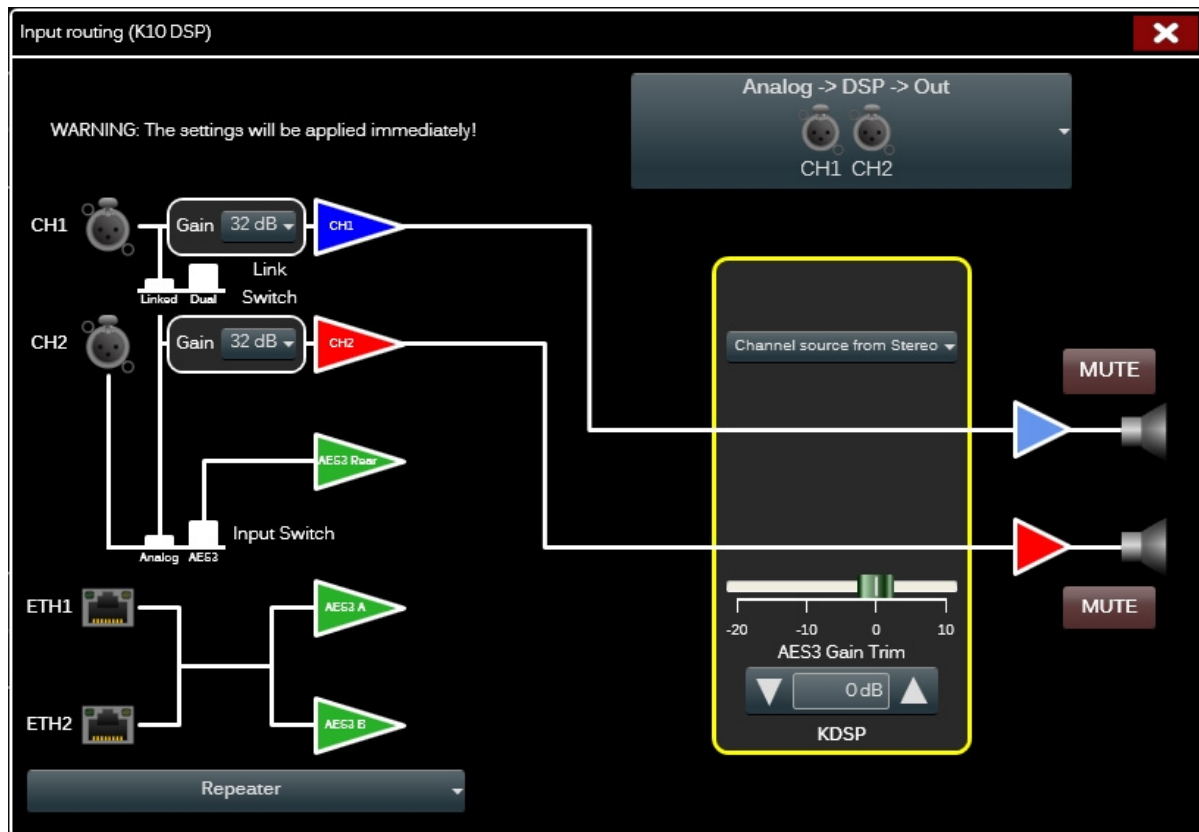 Input routing (K10 DSP)
Analog -> DSP -> Out
CH1 CH2
WARNING: The settings will be applied immediately!
CH1
Gain 32 dB
CH1
Link
Switch
Linked Dual
CH2
Gain 32 dB
CH2
Channel source from Stereo
MUTE
AES3 Rear
Input Switch
Analog AES3
ETH1
AES3 A
-20 -10 0 10
AES3 Gain Trim
0 dB
KDSP
MUTE
ETH2
AES3 B
Repeater